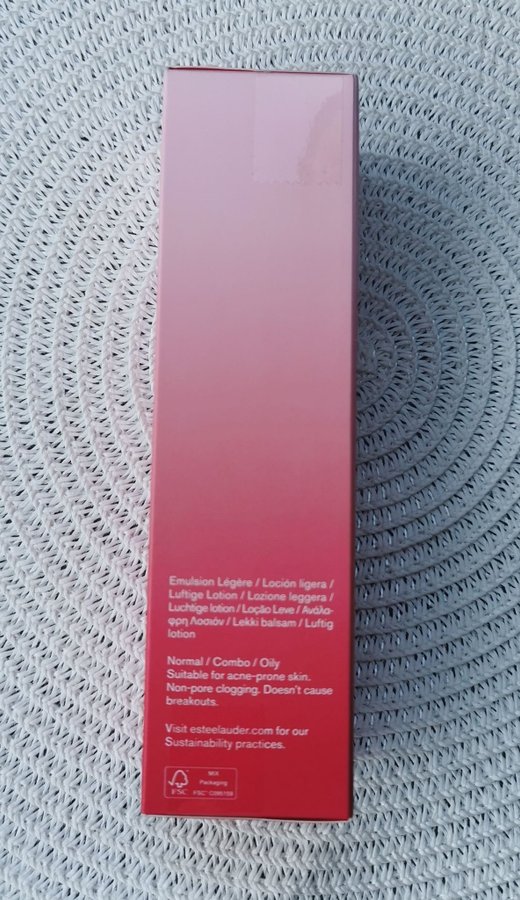 Emulsion Légère / Loción ligera /
Luftige Lotion / Lozione leggera /
Luchtige lotion / Loção Leve / Ανάλα-
φρη Λοσιόν / Lekki balsam / Luftig
lotion
Normal / Combo / Oily
Suitable for acne-prone skin.
Non-pore clogging. Doesn't cause
breakouts.
Visit esteelauder.com for our
Sustainability practices.
MIX
Packaging
FSC
FSC® C095159